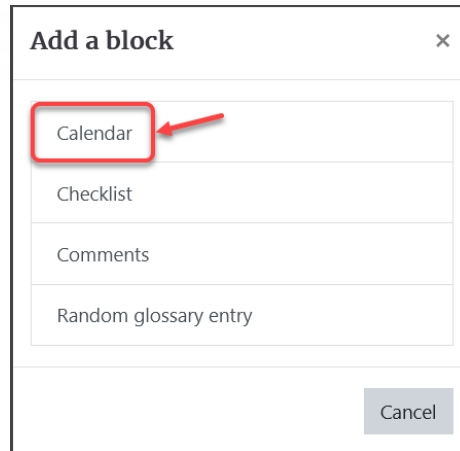 Add a block ×
Calendar
Checklist
Comments
Random glossary entry
Cancel